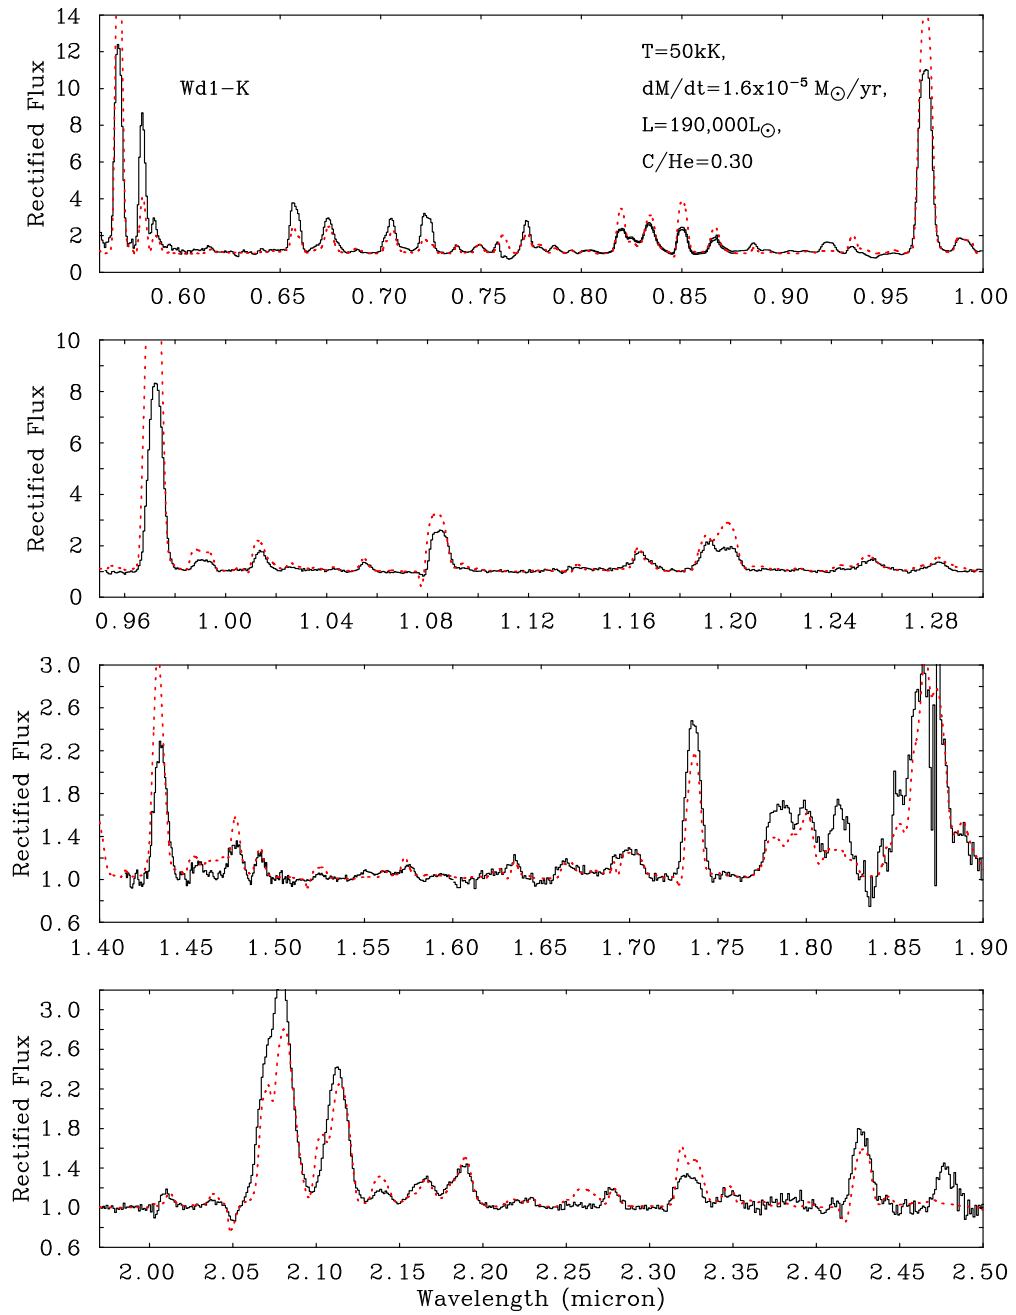 14
12
10
8
6
4
2
0
Rectified Flux
Wd1-K
T=50kK,
dM/dt=1.6x10⁻⁵ M☉/yr,
L=190,000L☉,
C/He=0.30
0.60 0.65 0.70 0.75 0.80 0.85 0.90 0.95 1.00
10
8
6
4
2
0
Rectified Flux
0.96 1.00 1.04 1.08 1.12 1.16 1.20 1.24 1.28
3.0
2.6
2.2
1.8
1.4
1.0
0.6
Rectified Flux
1.40 1.45 1.50 1.55 1.60 1.65 1.70 1.75 1.80 1.85 1.90
3.0
2.6
2.2
1.8
1.4
1.0
0.6
Rectified Flux
2.00 2.05 2.10 2.15 2.20 2.25 2.30 2.35 2.40 2.45 2.50
Wavelength (micron)